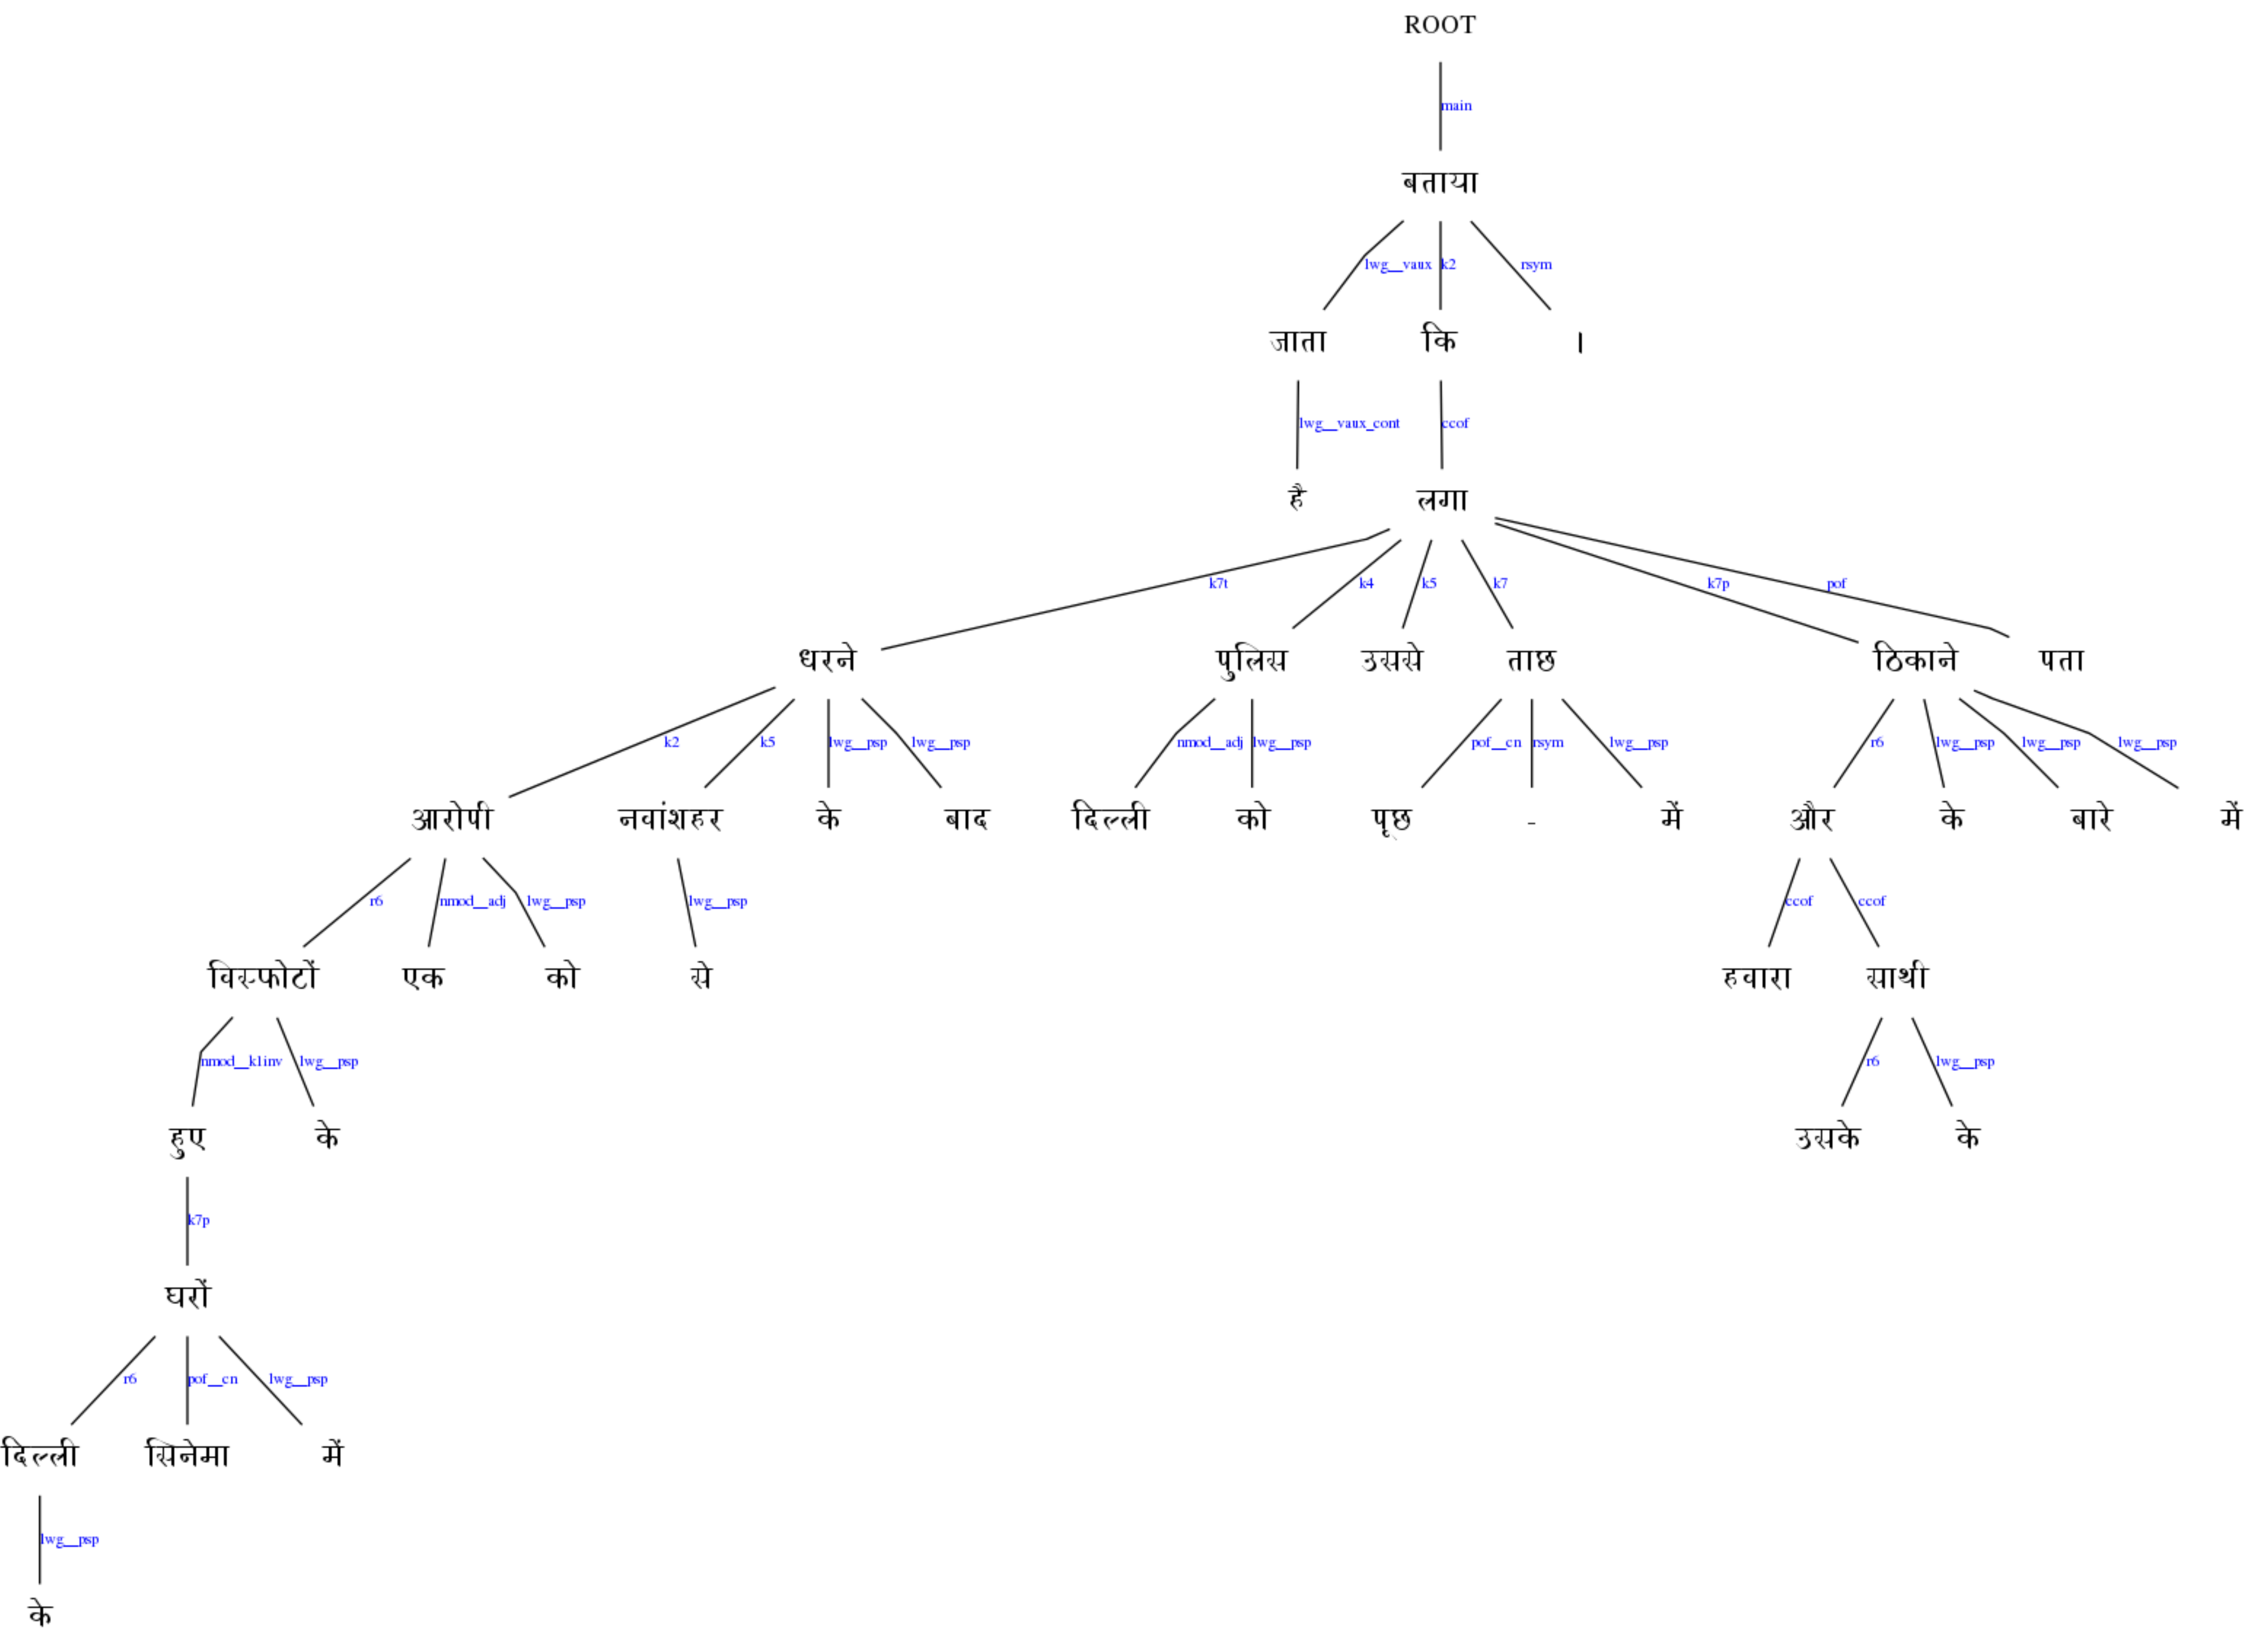 ROOT
main
बताया
lwg__vaux k2 rsym
जाता कि ।
lwg__vaux_cont ccof
है लगा
k7t k4 k5 k7 k7p pof
धरने पुलिस उससे ताछ ठिकाने पता
k2 k5 lwg__psp lwg__psp nmod__adj lwg__psp pof__cn rsym lwg__psp r6 lwg__psp lwg__psp lwg__psp
आरोपी नवांशहर के बाद दिल्ली को पूछ - में और के बारे में
r6 nmod__adj lwg__psp lwg__psp ccof ccof
विस्फोटों एक को से हवारा साथी
nmod__k1inv lwg__psp r6 lwg__psp
हुए के उसके के
k7p
घरों
r6 pof__cn lwg__psp
दिल्ली सिनेमा में
lwg__psp
के